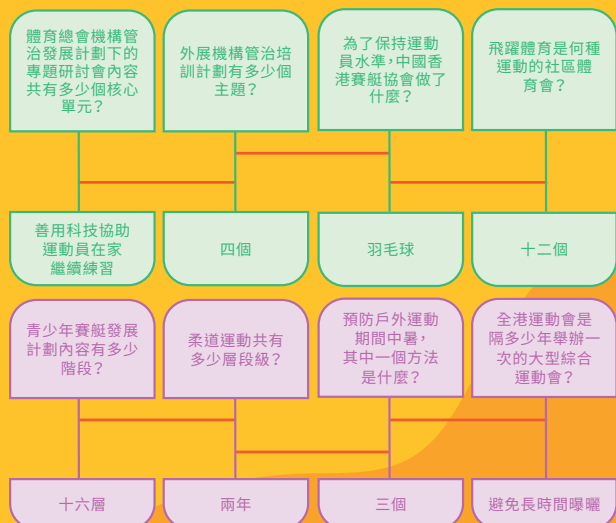 體育總會機構管
治發展計劃下的
專題研討會內容
共有多少個核心
單元？
外展機構管治培
訓計劃有多少個
主題？
為了保持運動
員水準，中國香
港賽艇協會做了
什麼？
飛躍體育是何種
運動的社區體
育會？
善用科技協助
運動員在家
繼續練習
四個
羽毛球
十二個
青少年賽艇發展
計劃內容有多少
階段？
柔道運動共有
多少層段級？
預防戶外運動
期間中暑，
其中一個方法
是什麼？
全港運動會是
隔多少年舉辦一
次的大型綜合
運動會？
十六層
兩年
三個
避免長時間曝曬